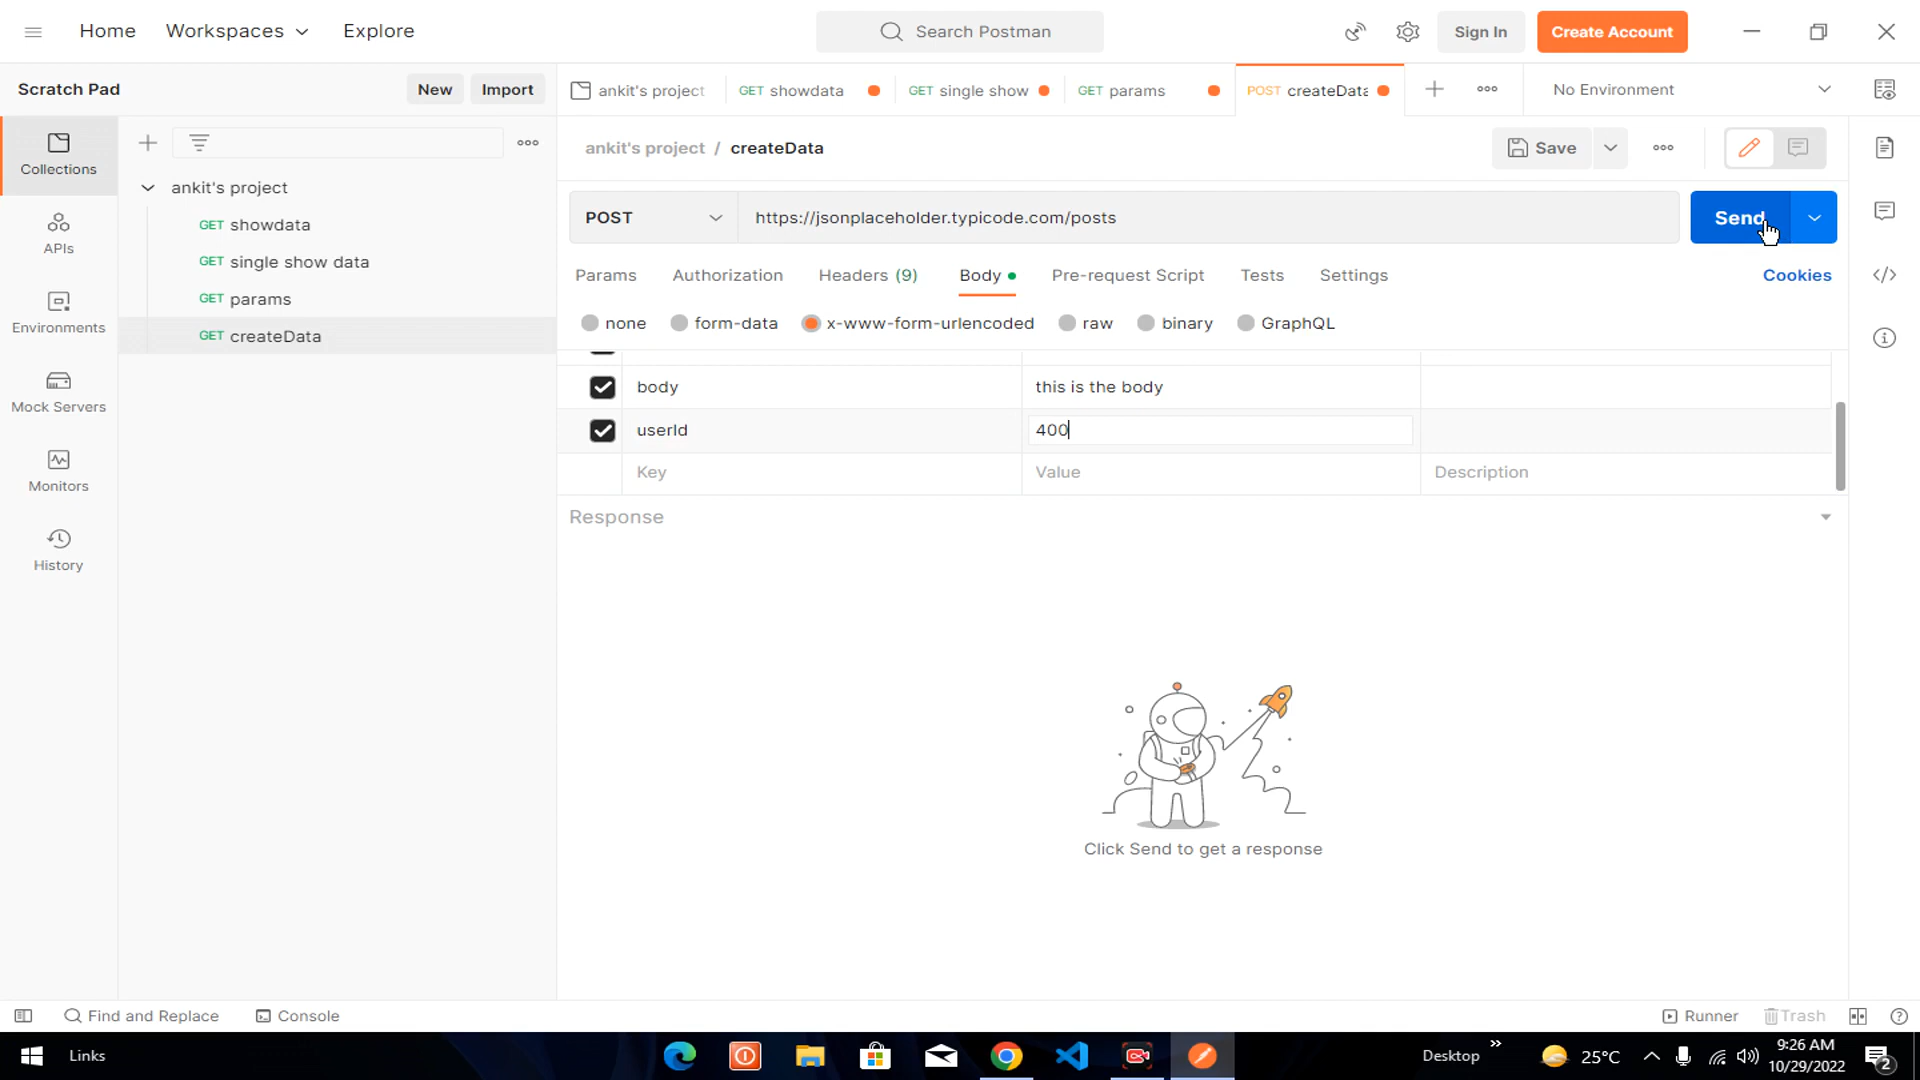 Home Workspaces Explore Search Postman Sign In Create Account
Scratch Pad New Import ankit's project GET showdata GET single show GET params POST createData No Environment
Collections
ankit's project / createData Save
ankit's project
GET showdata
GET single show data
GET params
GET createData
APIs
Environments
Mock Servers
Monitors
History
POST https://jsonplaceholder.typicode.com/posts Send
Params Authorization Headers (9) Body Pre-request Script Tests Settings Cookies
none form-data x-www-form-urlencoded raw binary GraphQL
body this is the body
userId 400
Key Value Description
Response
Click Send to get a response
Find and Replace Console Runner Trash
Links Desktop » 25°C 9:26 AM
10/29/2022 2